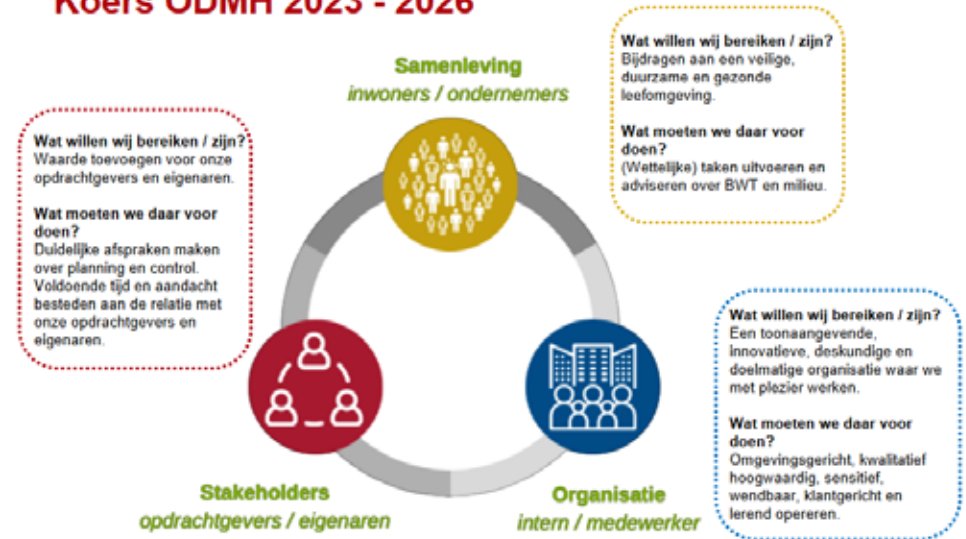 Koers ODMH 2023 - 2026
Samenleving
inwoners / ondernemers
Wat willen wij bereiken / zijn?
Bijdragen aan een veilige,
duurzame en gezonde
leefomgeving.
Wat moeten we daar voor
doen?
(Wettelijke) taken uitvoeren en
adviseren over BWT en milieu.
Wat willen wij bereiken / zijn?
Waarde toevoegen voor onze
opdrachtgevers en eigenaren.
Wat moeten we daar voor
doen?
Duidelijke afspraken maken
over planning en control.
Voldoende tijd en aandacht
besteden aan de relatie met
onze opdrachtgevers en
eigenaren.
Wat willen wij bereiken / zijn?
Een toonaangevende,
innovatieve, deskundige en
doelmatige organisatie waar we
met plezier werken.
Wat moeten we daar voor
doen?
Omgevingsgericht, kwalitatief
hoogwaardig, sensitief,
wendbaar, klantgericht en
lerend opereren.
Stakeholders
opdrachtgevers / eigenaren
Organisatie
intern / medewerker